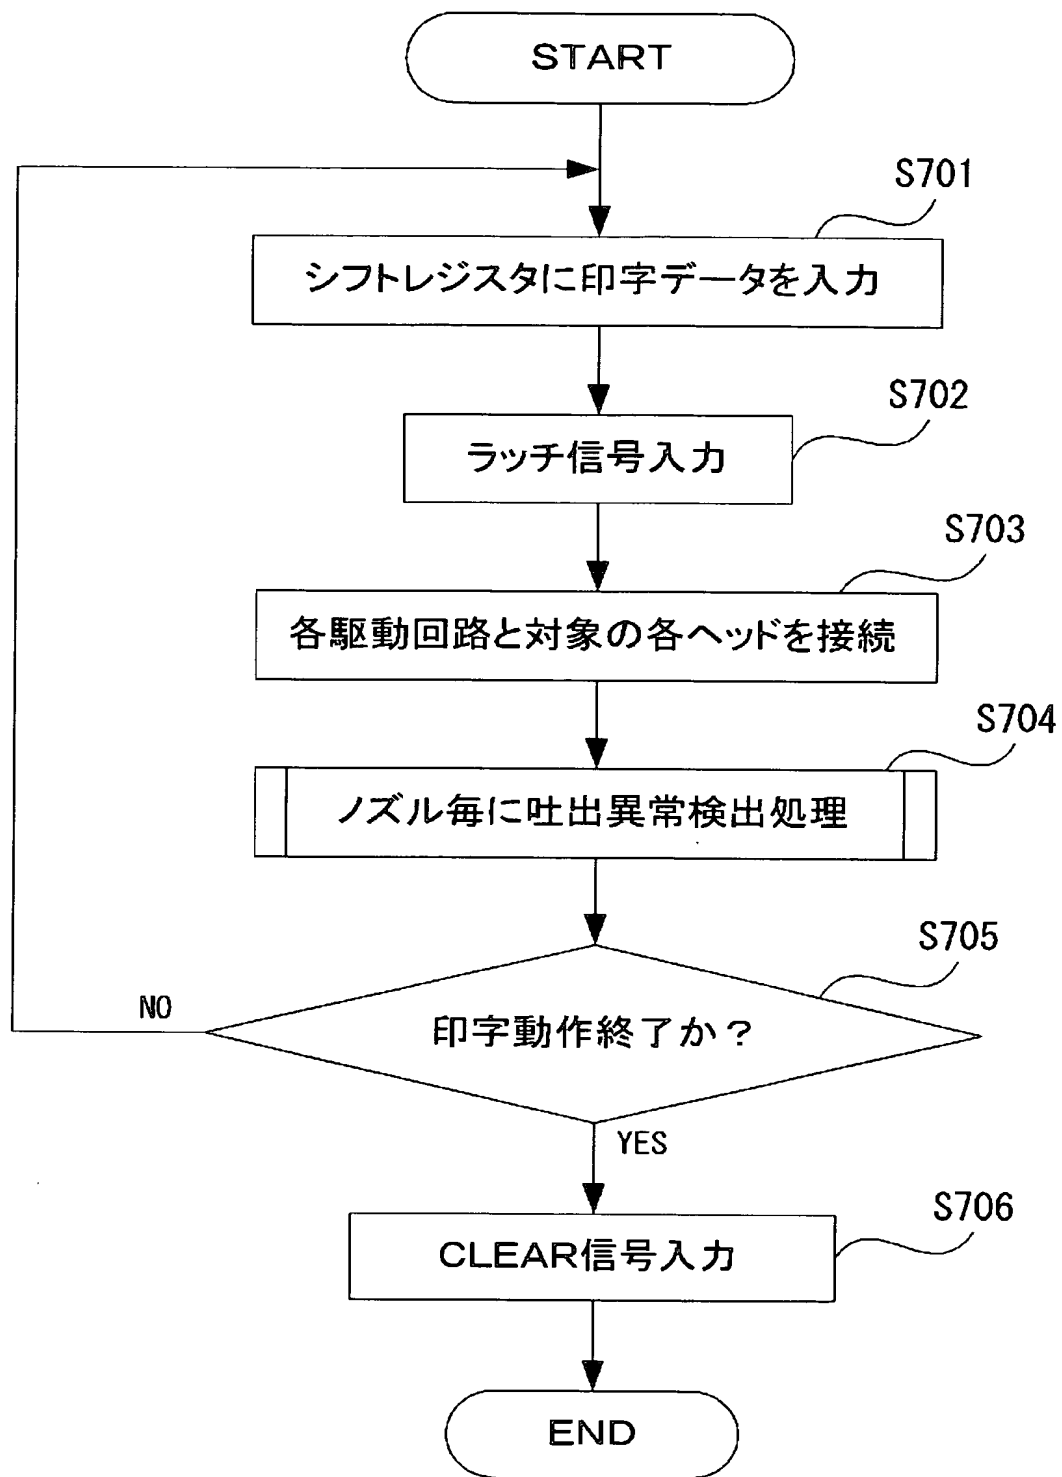 START
S701
シフトレジスタに印字データを入力
S702
ラッチ信号入力
S703
各駆動回路と対象の各ヘッドを接続
S704
ノズル毎に吐出異常検出処理
S705
印字動作終了か？
NO
YES
S706
CLEAR信号入力
END